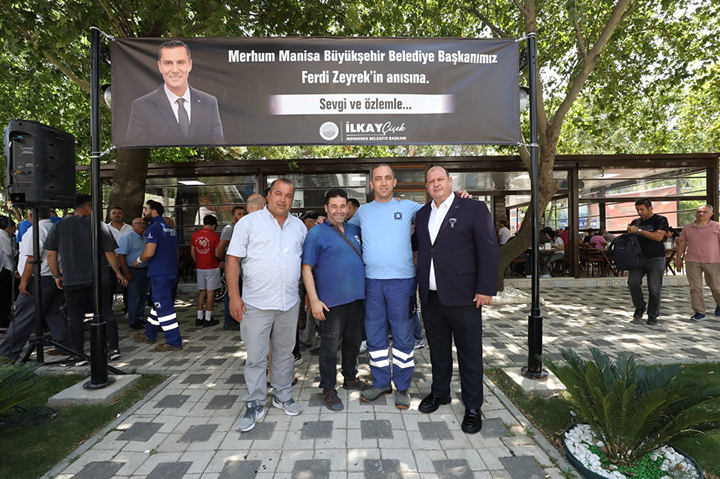 Merhum Manisa Büyükşehir Belediye Başkanımız
Ferdi Zeyrek'in anısına.
Sevgi ve özlemle...
İLKAY Çiçek
MENDERES BELEDİYE BAŞKANI